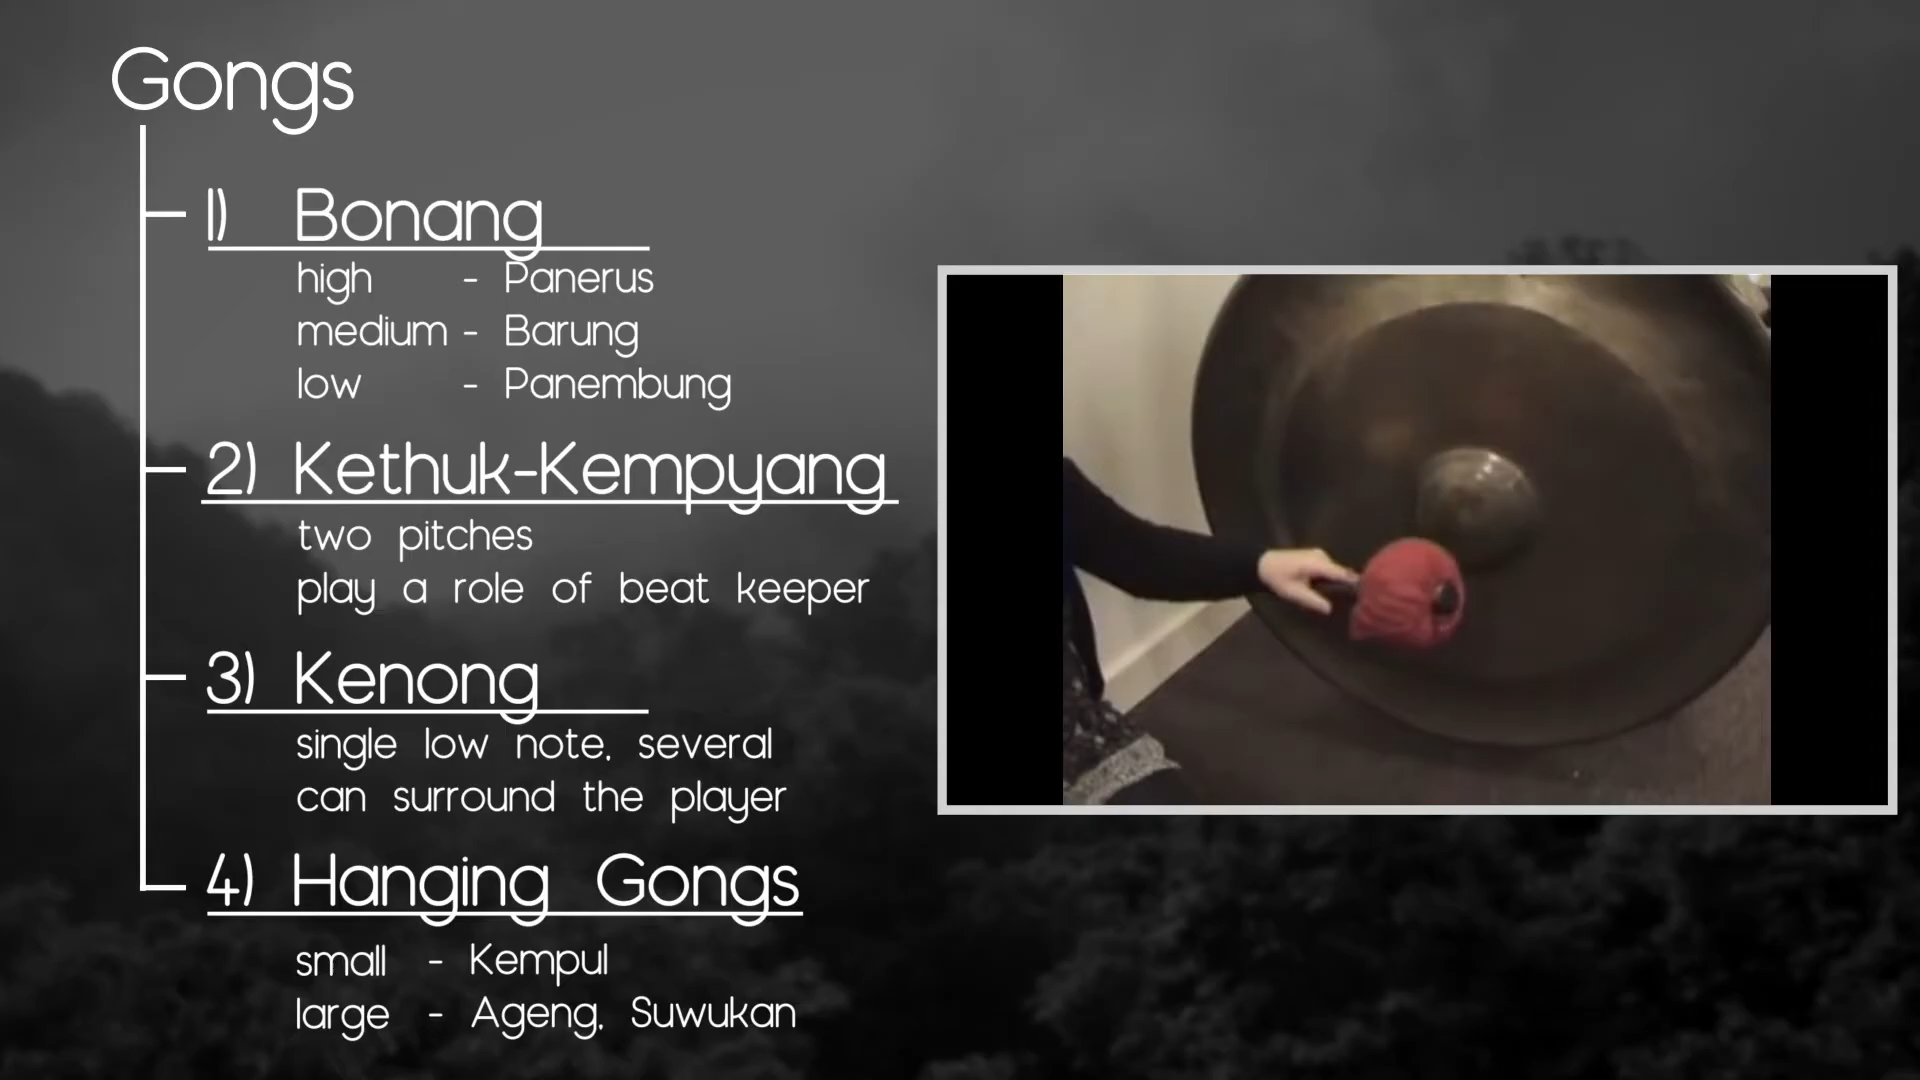 Gongs
1) Bonang
high - Panerus
medium - Barung
low - Panembung
2) Kethuk-Kempyang
two pitches
play a role of beat keeper
3) Kenong
single low note, several
can surround the player
4) Hanging Gongs
small - Kempul
large - Ageng, Suwukan